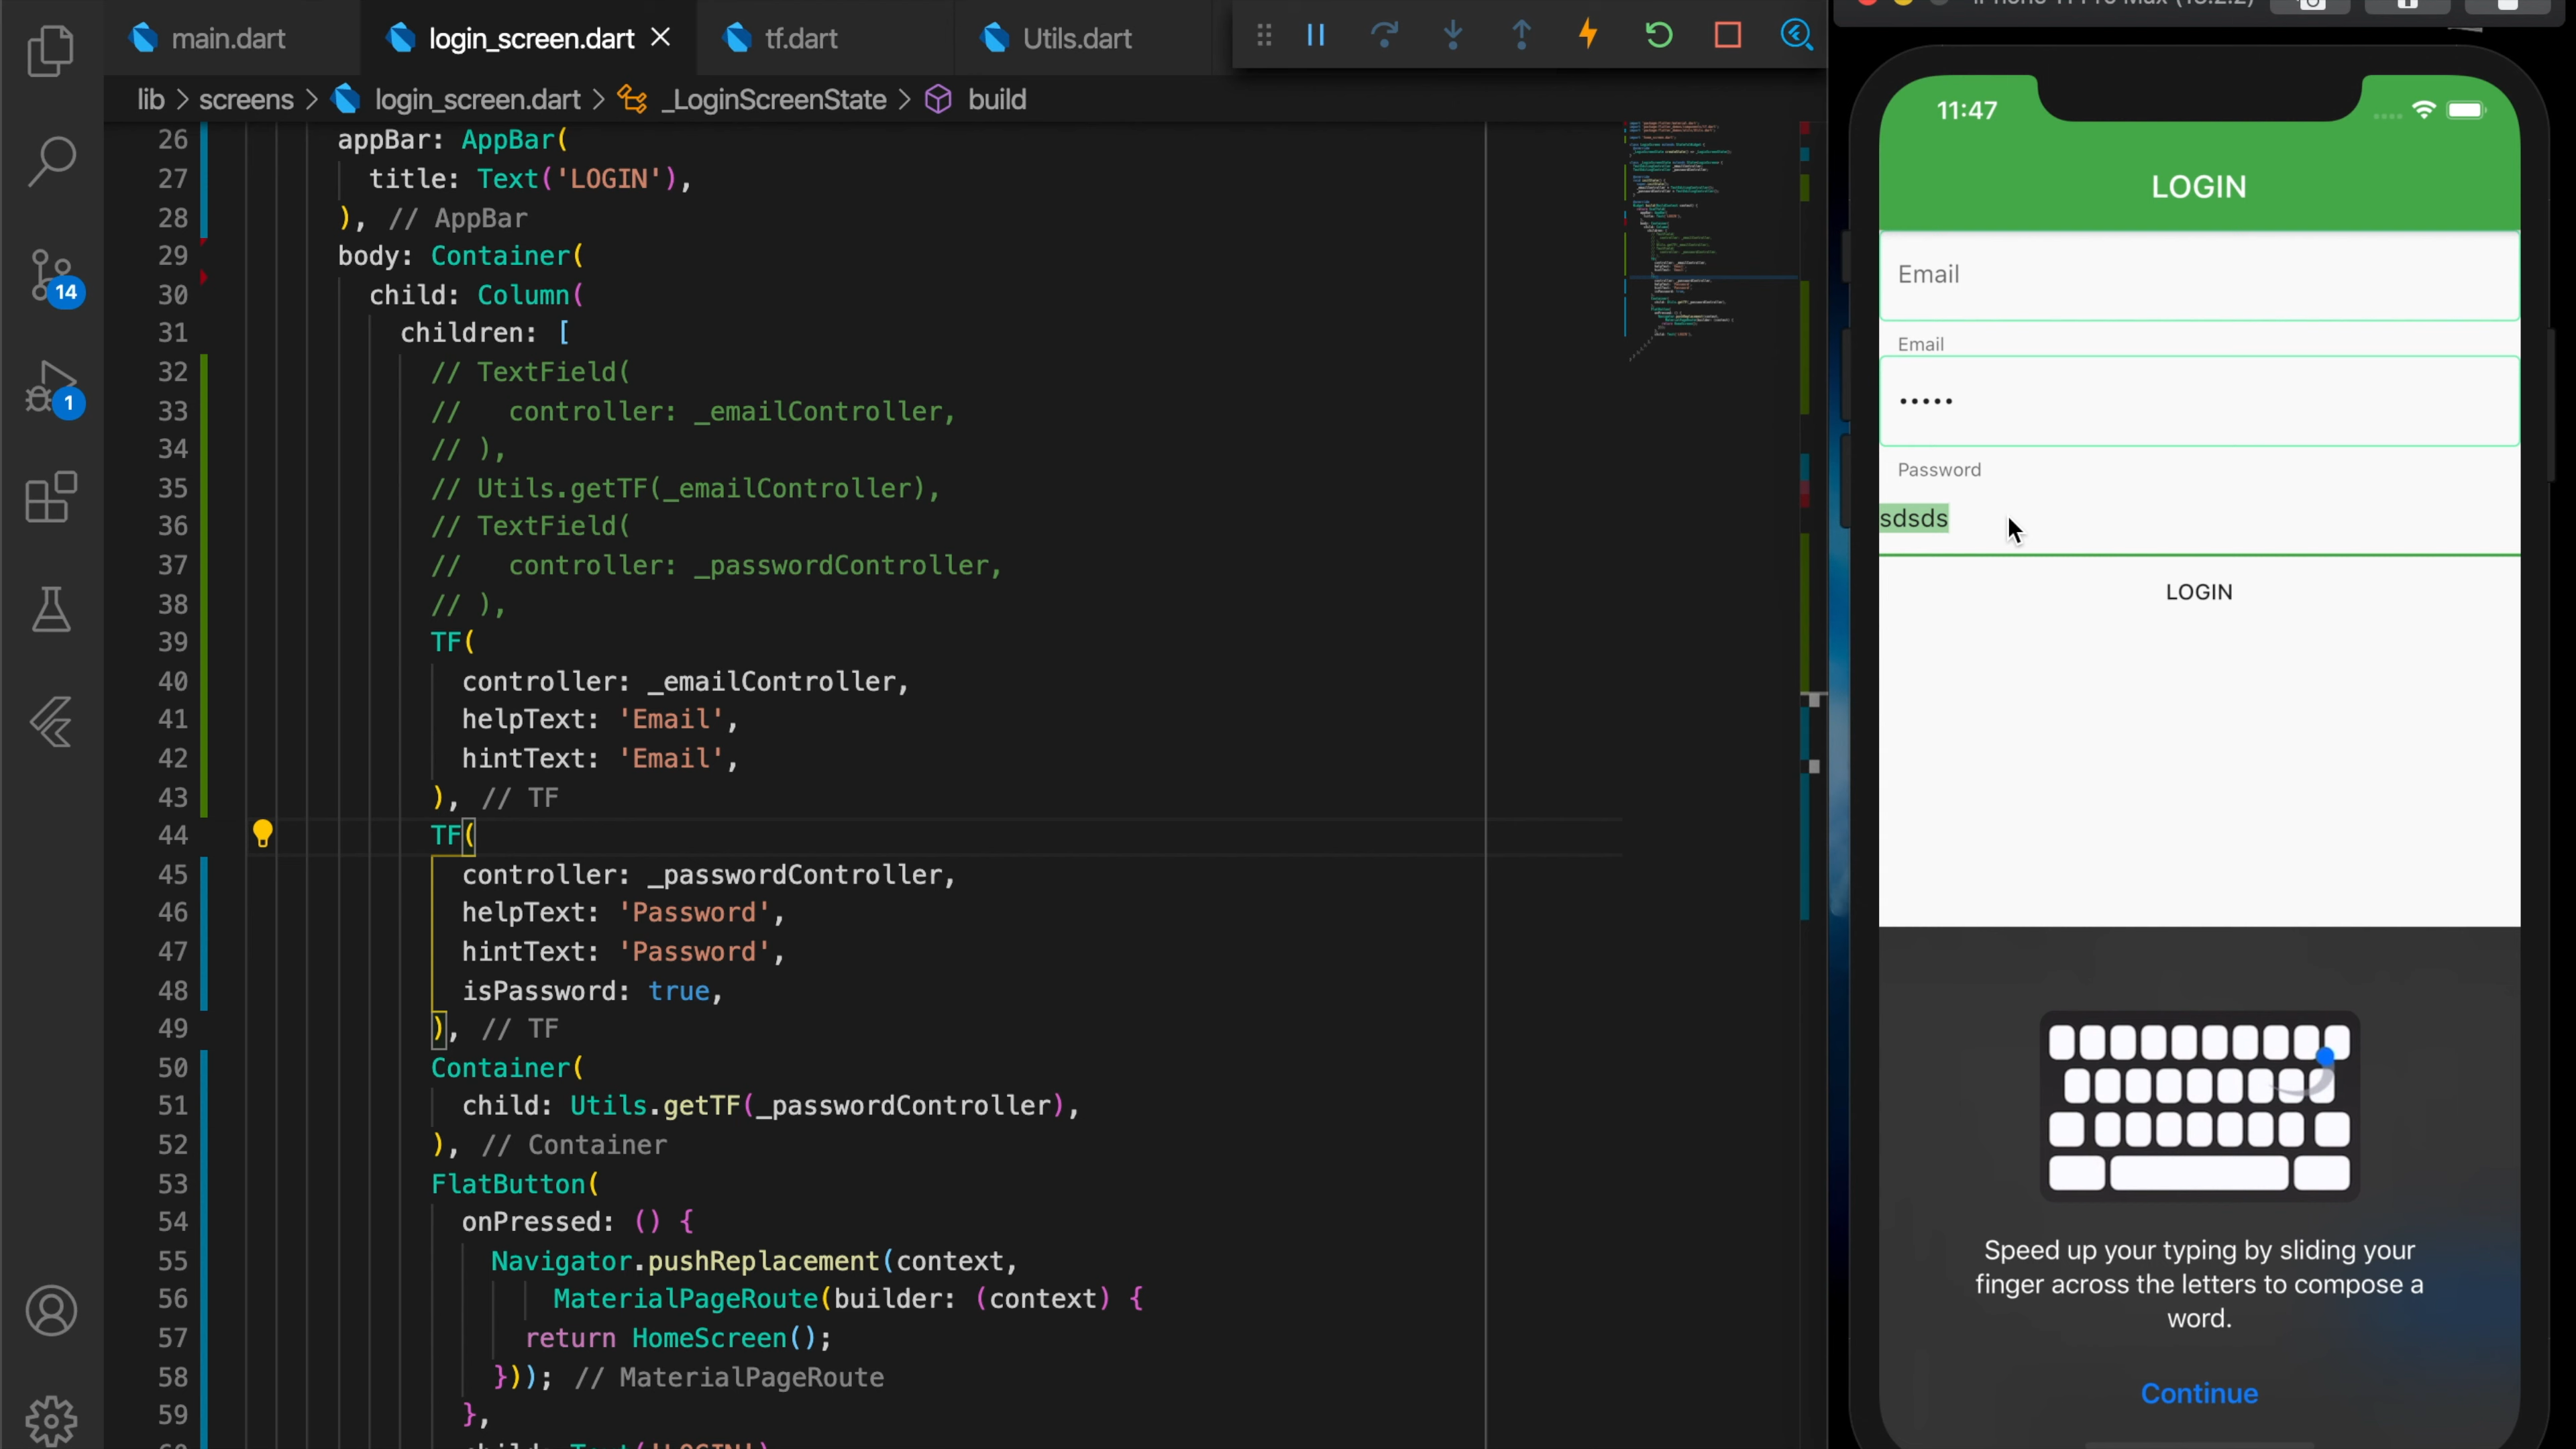 main.dart
login_screen.dart
tf.dart
Utils.dart
lib > screens > login_screen.dart > _LoginScreenState > build
14
1
26 appBar: AppBar(
27 title: Text('LOGIN'),
28 ), // AppBar
29 body: Container(
30 child: Column(
31 children: [
32 // TextField(
33 // controller: _emailController,
34 // ),
35 // Utils.getTF(_emailController),
36 // TextField(
37 // controller: _passwordController,
38 // ),
39 TF(
40 controller: _emailController,
41 helpText: 'Email',
42 hintText: 'Email',
43 ), // TF
44 TF(
45 controller: _passwordController,
46 helpText: 'Password',
47 hintText: 'Password',
48 isPassword: true,
49 ), // TF
50 Container(
51 child: Utils.getTF(_passwordController),
52 ), // Container
53 FlatButton(
54 onPressed: () {
55 Navigator.pushReplacement(context,
56 MaterialPageRoute(builder: (context) {
57 return HomeScreen();
58 })); // MaterialPageRoute
59 },
11:47
LOGIN
Email
Email
•••••
Password
sdsds
LOGIN
Speed up your typing by sliding your
finger across the letters to compose a
word.
Continue